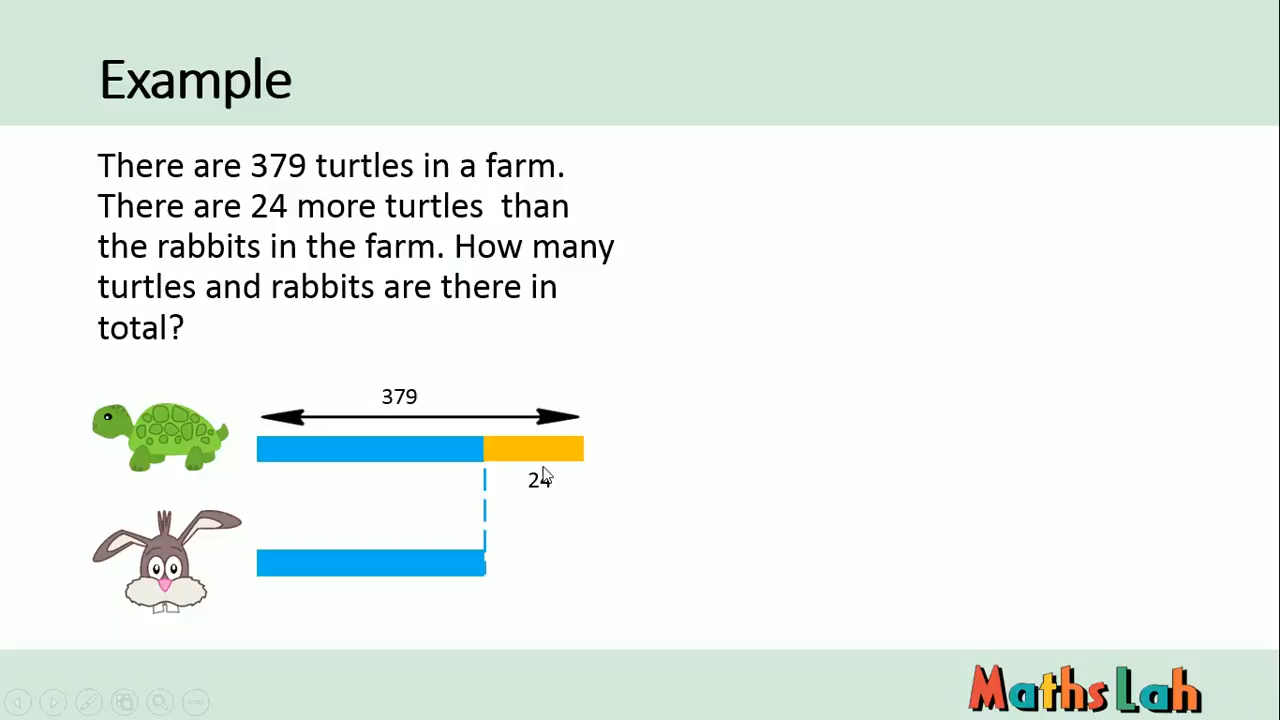 Example
There are 379 turtles in a farm.
There are 24 more turtles than
the rabbits in the farm. How many
turtles and rabbits are there in
total?
379
24
Maths Lah